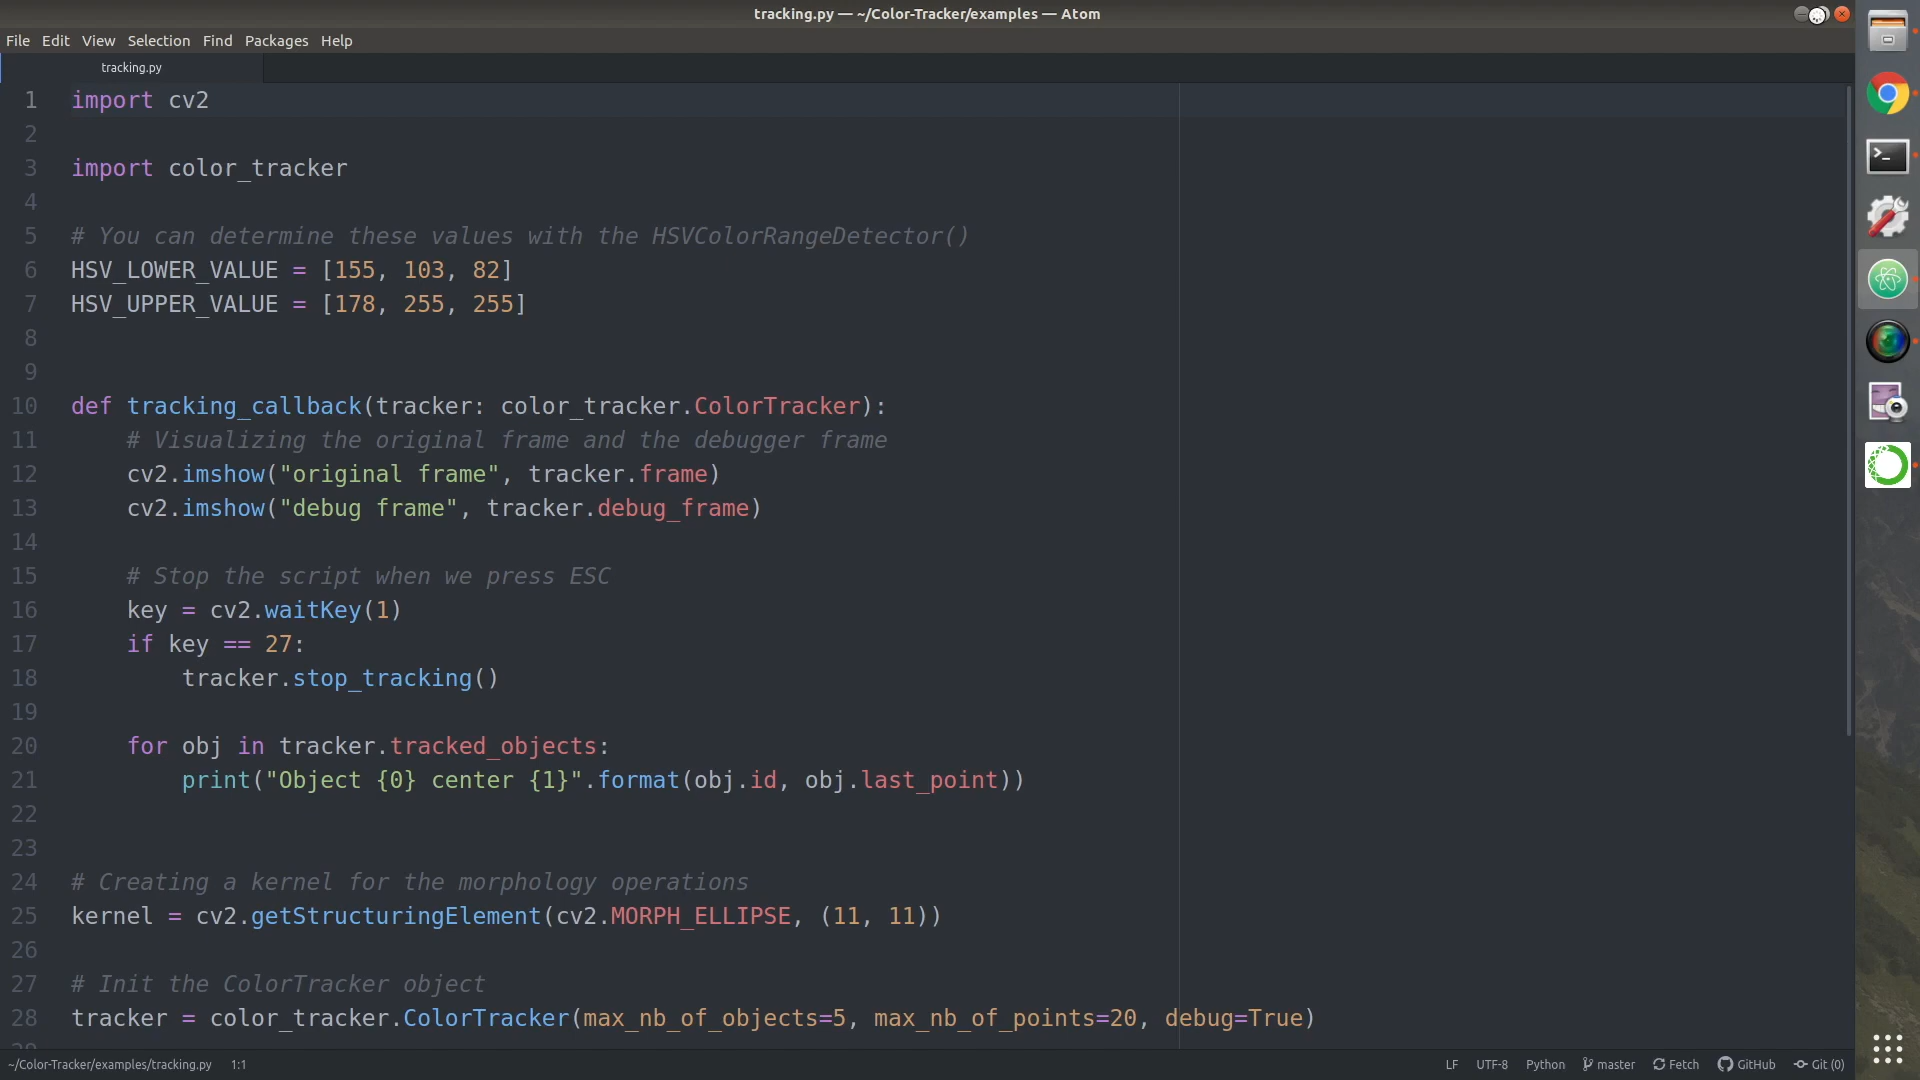 tracking.py — ~/Color-Tracker/examples — Atom
File Edit View Selection Find Packages Help
tracking.py
1 import cv2
2
3 import color_tracker
4
5 # You can determine these values with the HSVColorRangeDetector()
6 HSV_LOWER_VALUE = [155, 103, 82]
7 HSV_UPPER_VALUE = [178, 255, 255]
8
9
10 def tracking_callback(tracker: color_tracker.ColorTracker):
11     # Visualizing the original frame and the debugger frame
12     cv2.imshow("original frame", tracker.frame)
13     cv2.imshow("debug frame", tracker.debug_frame)
14
15     # Stop the script when we press ESC
16     key = cv2.waitKey(1)
17     if key == 27:
18         tracker.stop_tracking()
19
20     for obj in tracker.tracked_objects:
21         print("Object {0} center {1}".format(obj.id, obj.last_point))
22
23
24 # Creating a kernel for the morphology operations
25 kernel = cv2.getStructuringElement(cv2.MORPH_ELLIPSE, (11, 11))
26
27 # Init the ColorTracker object
28 tracker = color_tracker.ColorTracker(max_nb_of_objects=5, max_nb_of_points=20, debug=True)
~/Color-Tracker/examples/tracking.py 1:1 LF UTF-8 Python master Fetch GitHub Git (0)